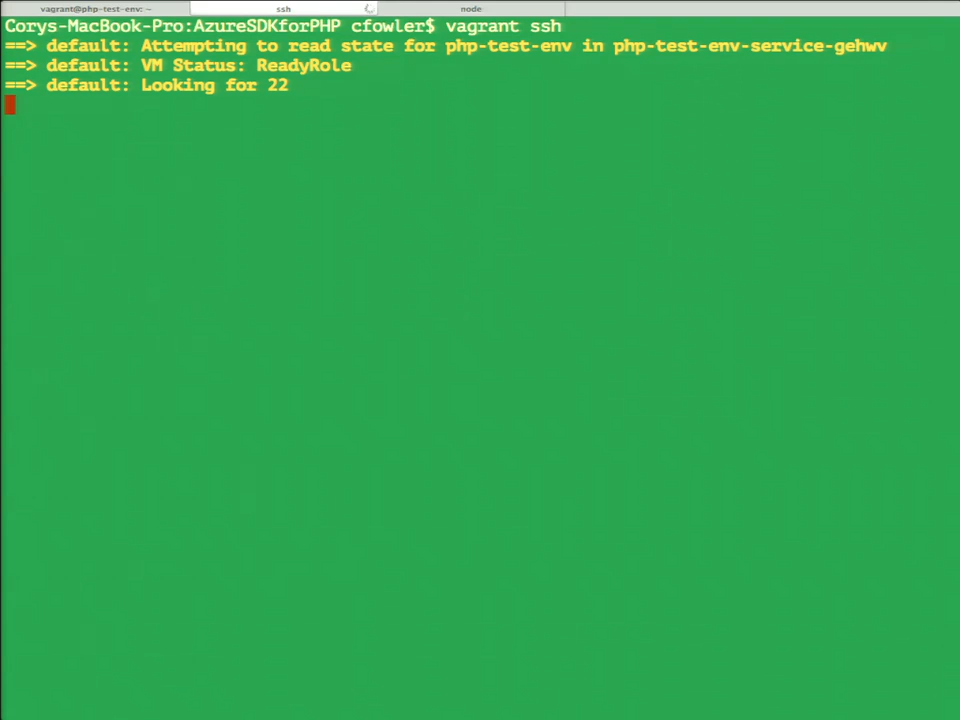 vagrant@php-test-env: ~
ssh
node
Corys-MacBook-Pro:AzureSDKforPHP cfowler$ vagrant ssh
==> default: Attempting to read state for php-test-env in php-test-env-service-gehwv
==> default: VM Status: ReadyRole
==> default: Looking for 22